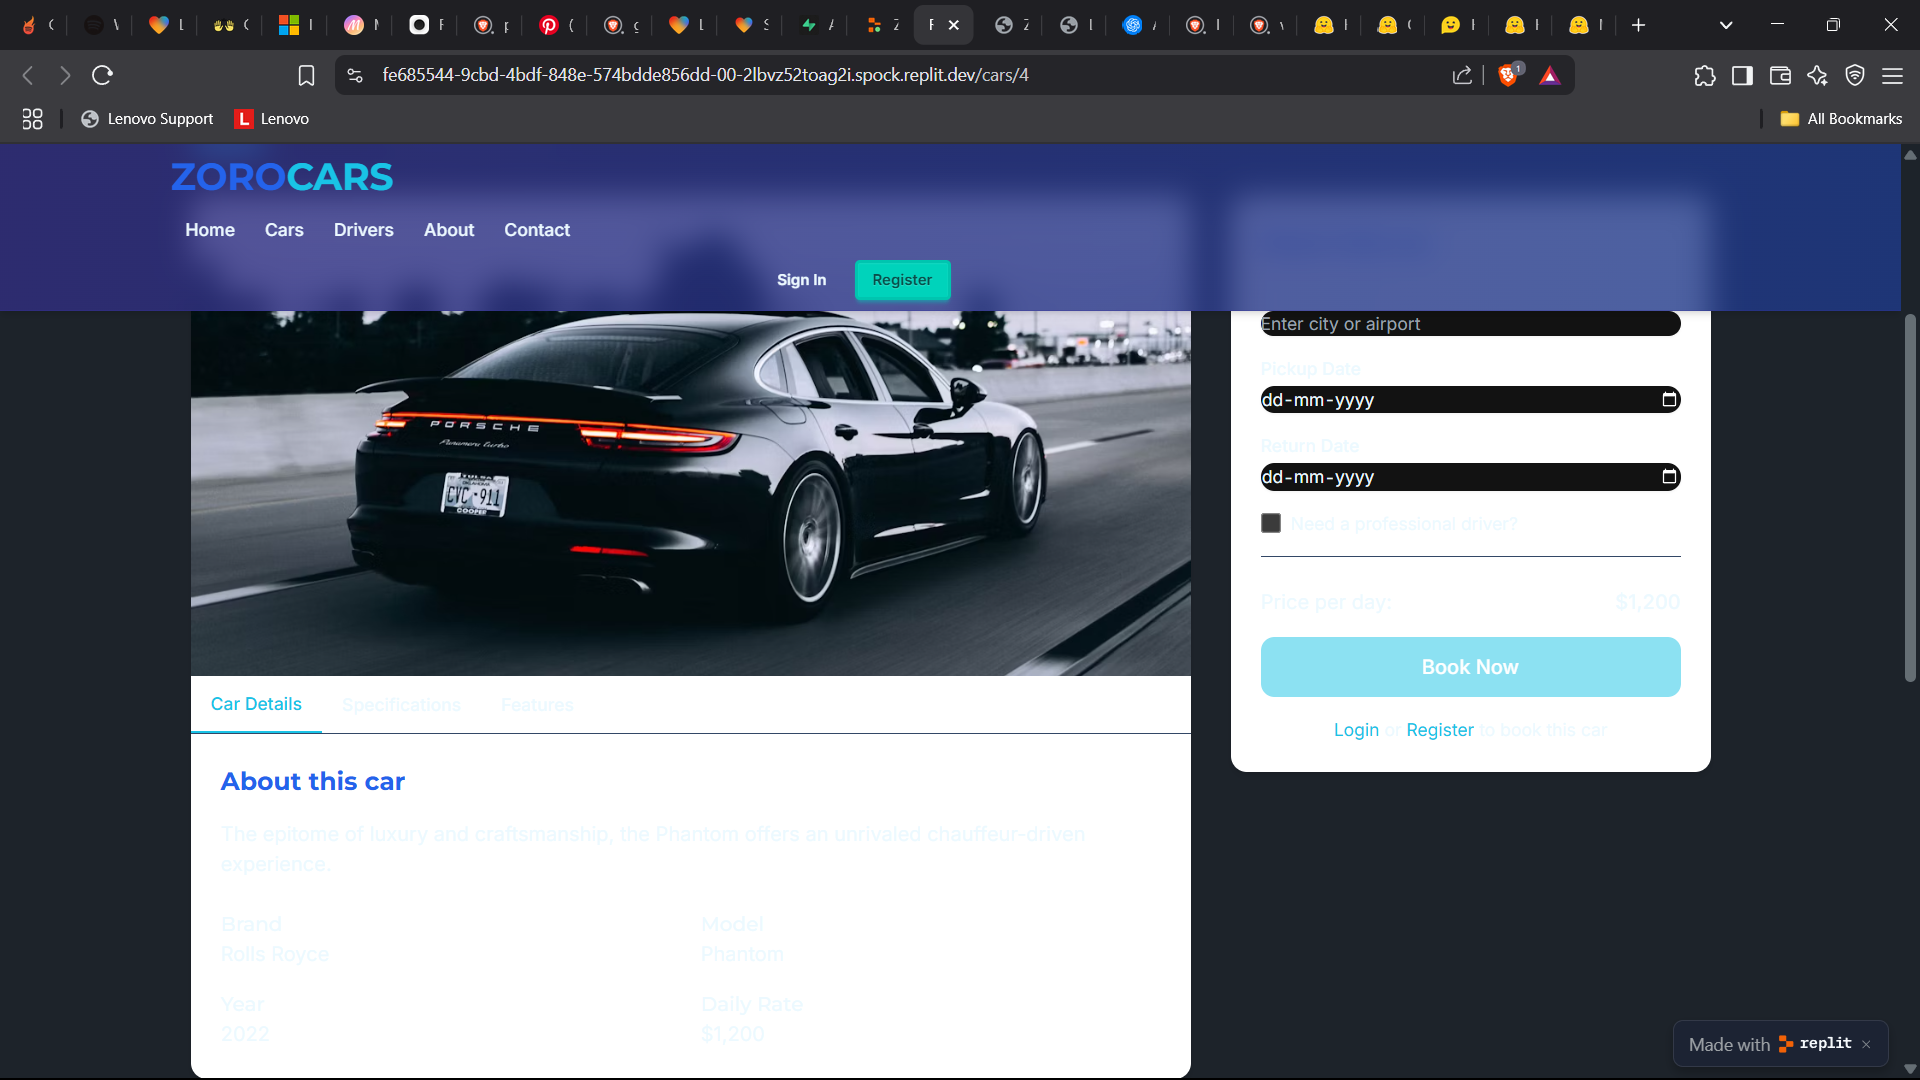 fe685544-9cbd-4bdf-848e-574bdde856dd-00-2lbvz52toag2i.spock.replit.dev/cars/4
1
Lenovo Support
L Lenovo
All Bookmarks
ZOROCARS
Home Cars Drivers About Contact
Sign In Register
Enter city or airport
Pickup Date
dd-mm-yyyy
Return Date
dd-mm-yyyy
Need a professional driver?
Price per day: $1,200
Book Now
Login or Register to book this car
PORSCHE
Panamera turbo
OKLAHOMA
CVC-911
COOPER
Car Details Specifications Features
About this car
The epitome of luxury and craftsmanship, the Phantom offers an unrivaled chauffeur-driven
experience.
Brand Model
Rolls Royce Phantom
Year Daily Rate
2022 $1,200
Made with replit